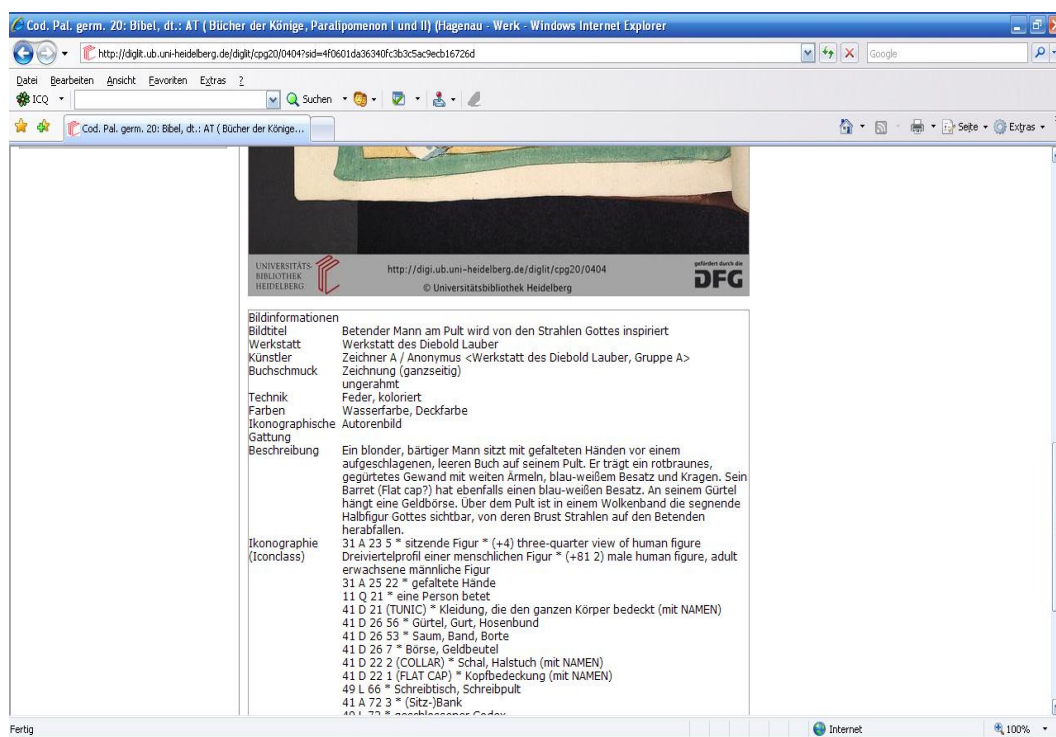 Cod. Pal. germ. 20: Bibel, dt.: AT ( Bücher der Könige, Paralipomenon I und II) (Hagenau - Werk - Windows Internet Explorer
http://diglit.ub.uni-heidelberg.de/diglit/cpg20/0404?sid=4f0601da36340fc3b3c5ac9ecb16726d
Google
Datei Bearbeiten Ansicht Favoriten Extras ?
ICQ
Suchen
Cod. Pal. germ. 20: Bibel, dt.: AT ( Bücher der Könige...
Seite Extras
UNIVERSITÄTS-
BIBLIOTHEK
HEIDELBERG
http://digi.ub.uni-heidelberg.de/diglit/cpg20/0404
© Universitätsbibliothek Heidelberg
gefördert durch die
DFG
Bildinformationen
Bildtitel Betender Mann am Pult wird von den Strahlen Gottes inspiriert
Werkstatt Werkstatt des Diebold Lauber
Künstler Zeichner A / Anonymus <Werkstatt des Diebold Lauber, Gruppe A>
Buchschmuck Zeichnung (ganzseitig)
ungerahmt
Technik Feder, koloriert
Farben Wasserfarbe, Deckfarbe
Ikonographische Autorenbild
Gattung
Beschreibung Ein blonder, bärtiger Mann sitzt mit gefalteten Händen vor einem
aufgeschlagenen, leeren Buch auf seinem Pult. Er trägt ein rotbraunes,
gegürtetes Gewand mit weiten Ärmeln, blau-weißem Besatz und Kragen. Sein
Barret (Flat cap?) hat ebenfalls einen blau-weißen Besatz. An seinem Gürtel
hängt eine Geldbörse. Über dem Pult ist in einem Wolkenband die segnende
Halbfigur Gottes sichtbar, von deren Brust Strahlen auf den Betenden
herabfallen.
Ikonographie 31 A 23 5 * sitzende Figur * (+4) three-quarter view of human figure
(Iconclass) Dreiviertelprofil einer menschlichen Figur * (+81 2) male human figure, adult
erwachsene männliche Figur
31 A 25 22 * gefaltete Hände
11 Q 21 * eine Person betet
41 D 21 (TUNIC) * Kleidung, die den ganzen Körper bedeckt (mit NAMEN)
41 D 26 56 * Gürtel, Gurt, Hosenbund
41 D 26 53 * Saum, Band, Borte
41 D 26 7 * Börse, Geldbeutel
41 D 22 2 (COLLAR) * Schal, Halstuch (mit NAMEN)
41 D 22 1 (FLAT CAP) * Kopfbedeckung (mit NAMEN)
49 L 66 * Schreibtisch, Schreibpult
41 A 72 3 * (Sitz-)Bank
49 L 72 * geschlossener Codex
Fertig
Internet
100%